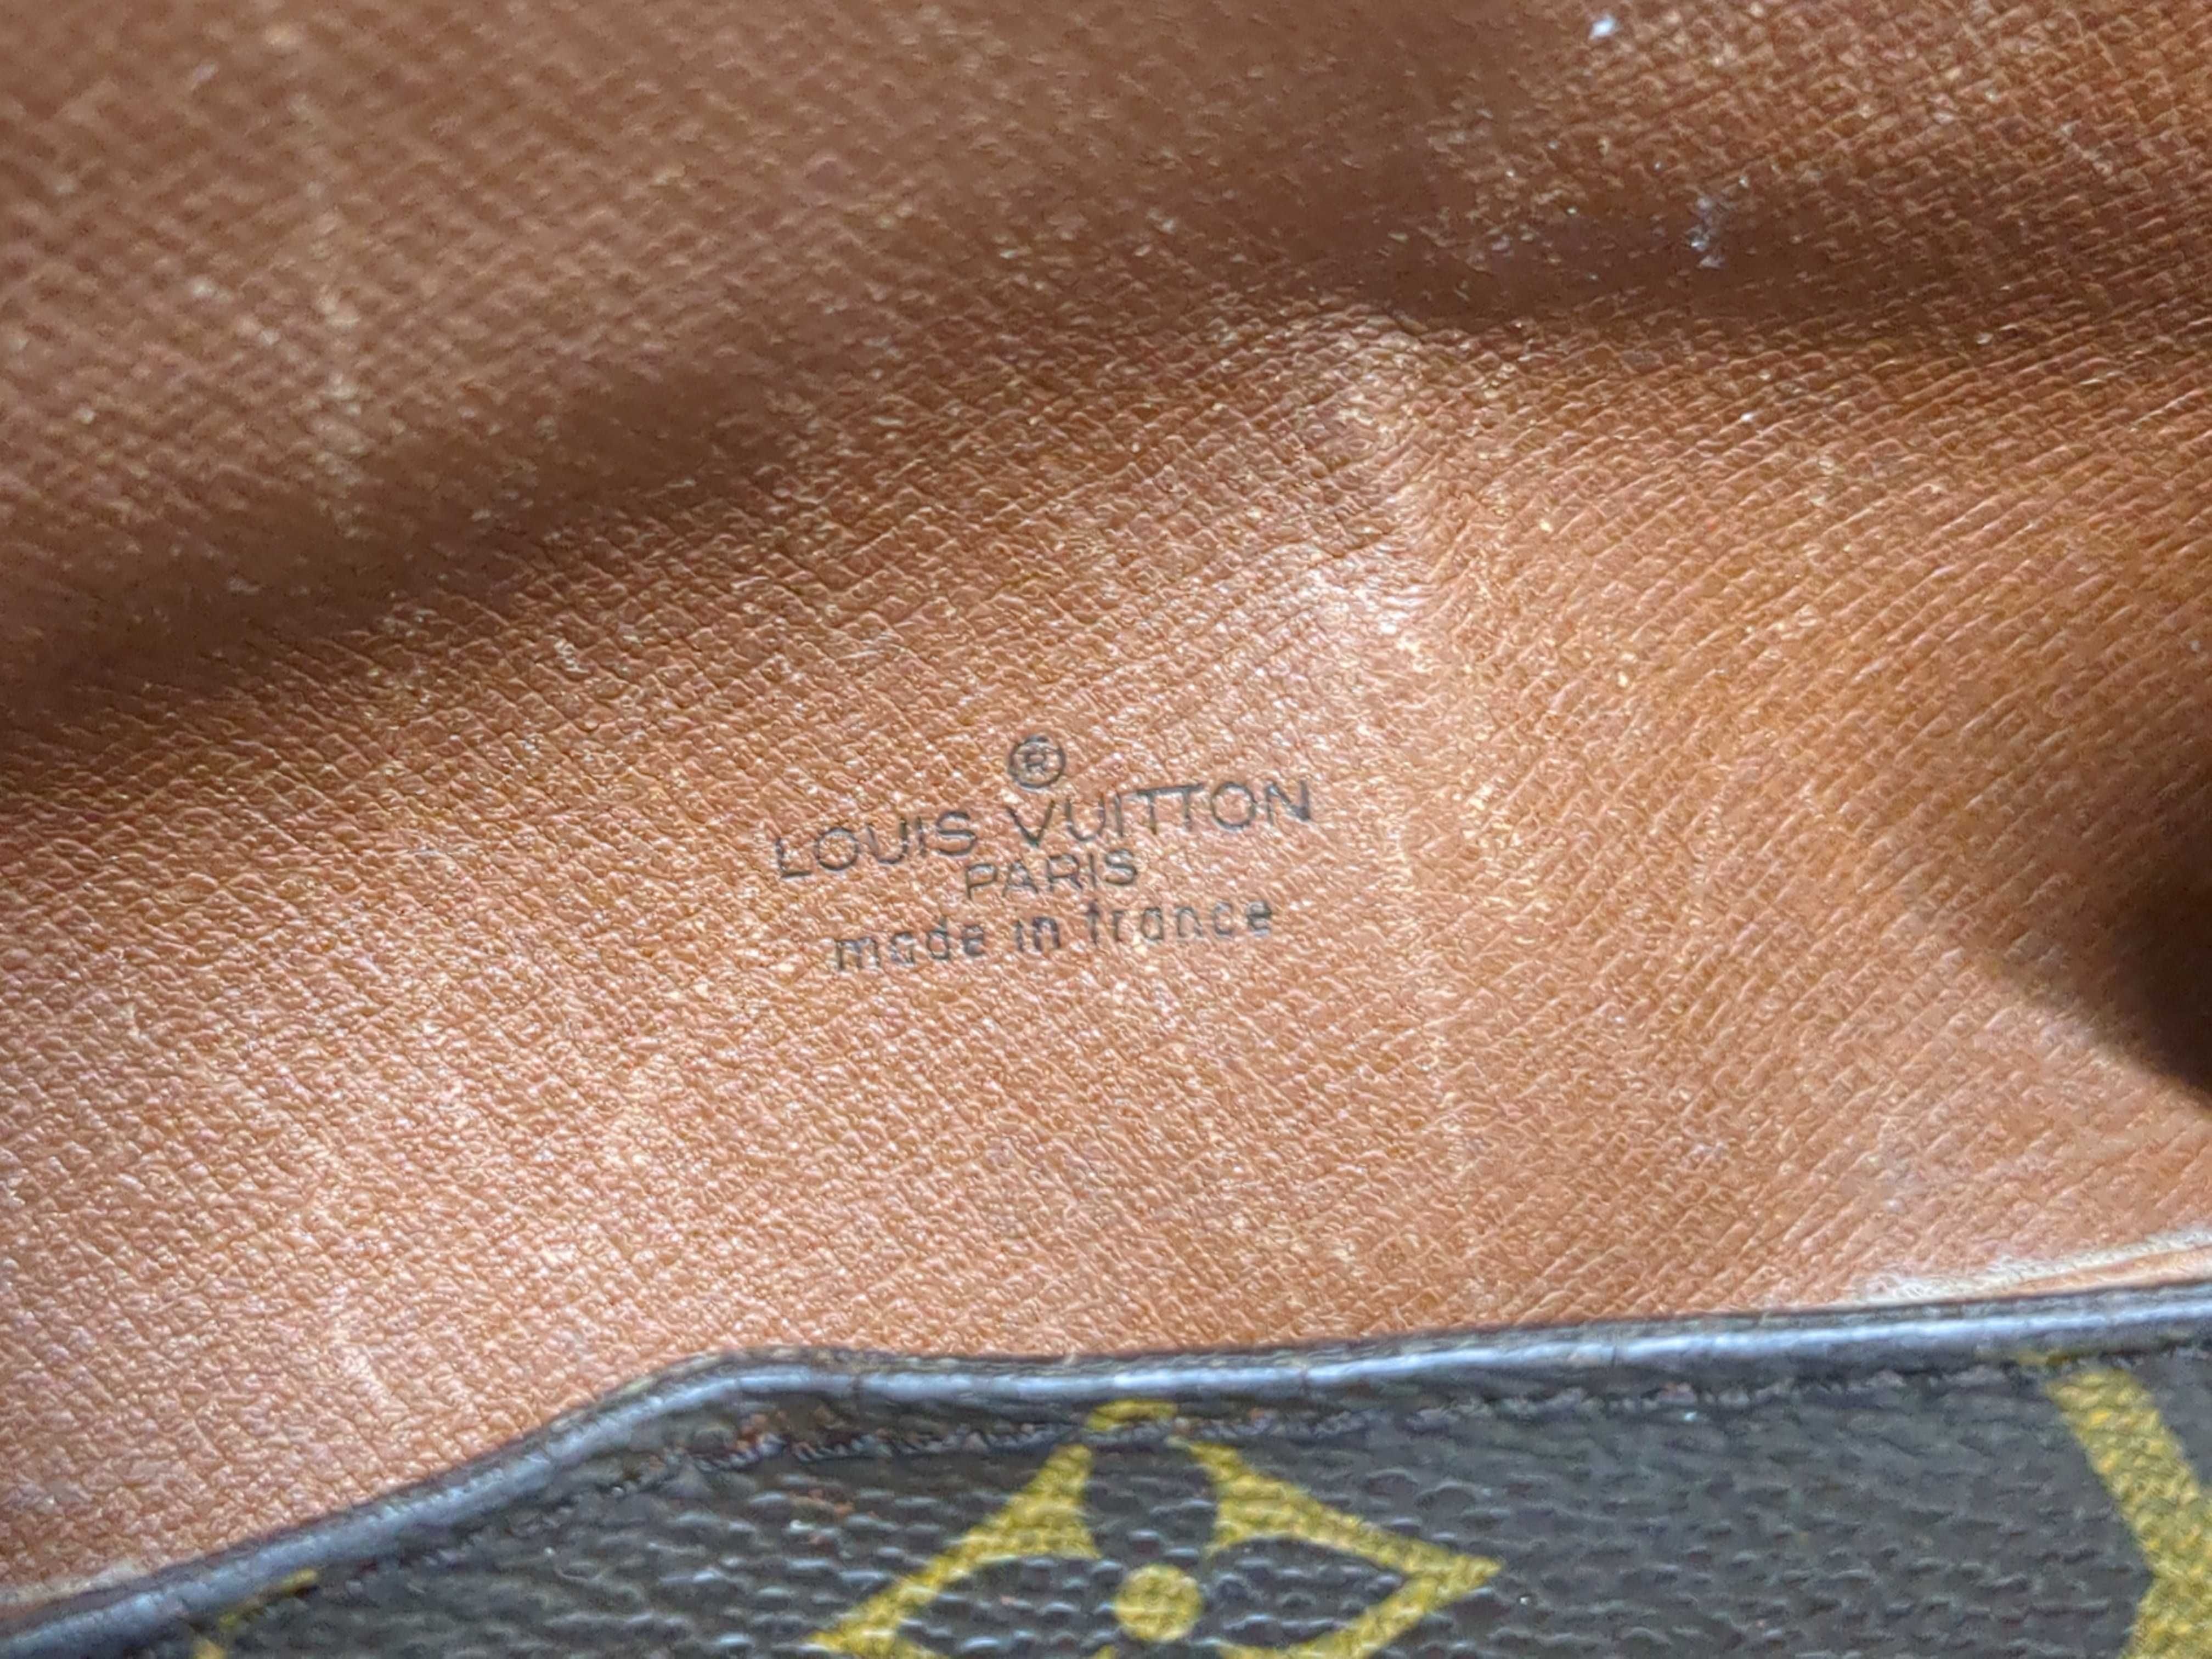 ®
LOUIS VUITTON
PARIS
made in france